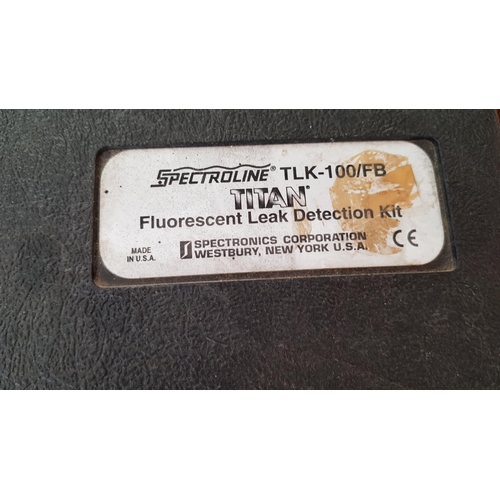 SPECTROLINE® TLK-100/FB
TITAN®
Fluorescent Leak Detection Kit
MADE IN U.S.A.
SPECTRONICS CORPORATION
WESTBURY, NEW YORK U.S.A.
CE